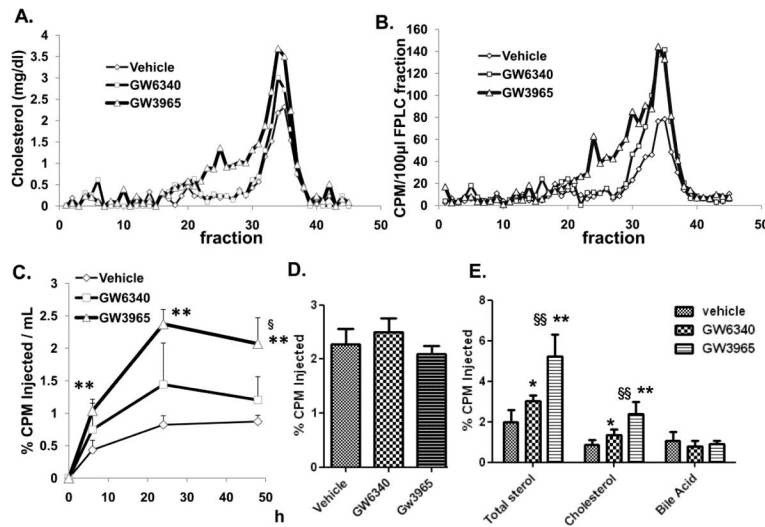 A.
Cholesterol (mg/dl)
4
3.5
3
2.5
2
1.5
1
0.5
0
0 10 20 30 40 50
fraction
Vehicle
GW6340
GW3965
B.
CPM/100µl FPLC fraction
160
140
120
100
80
60
40
20
0
0 10 20 30 40 50
fraction
Vehicle
GW6340
GW3965
C.
% CPM Injected / mL
3
2.5
2
1.5
1
0.5
0
0 20 40 60
h
Vehicle
GW6340
GW3965
**
**
§
**
D.
% CPM Injected
3
2
1
0
Vehicle
GW6340
Gw3965
E.
% CPM Injected
8
6
4
2
0
vehicle
GW6340
GW3965
§§ **
*
§§ **
*
Total sterol
Cholesterol
Bile Acid